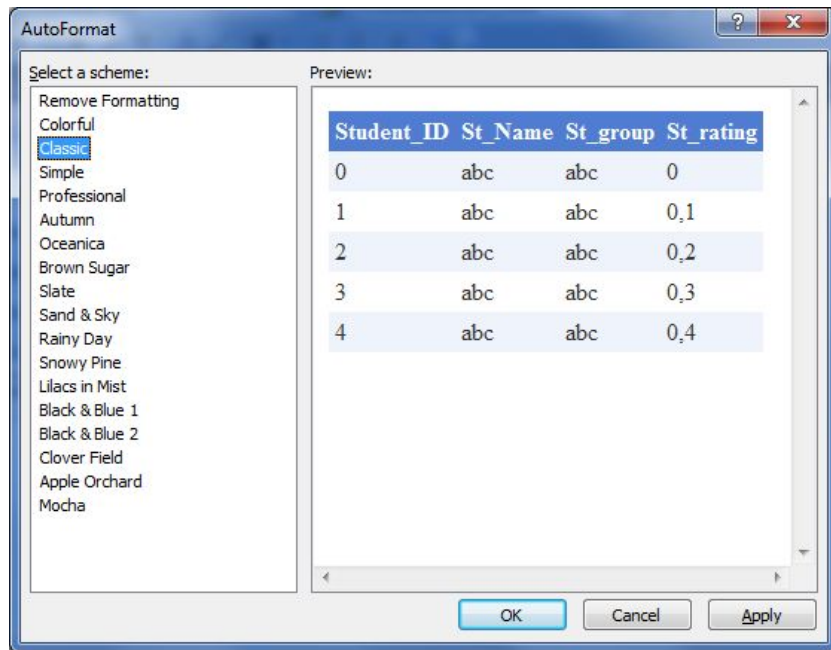 AutoFormat
?
X
Select a scheme:
Remove Formatting
Colorful
Classic
Simple
Professional
Autumn
Oceanica
Brown Sugar
Slate
Sand & Sky
Rainy Day
Snowy Pine
Lilacs in Mist
Black & Blue 1
Black & Blue 2
Clover Field
Apple Orchard
Mocha
Preview:
Student_ID St_Name St_group St_rating
0 abc abc 0
1 abc abc 0,1
2 abc abc 0,2
3 abc abc 0,3
4 abc abc 0,4
OK Cancel Apply